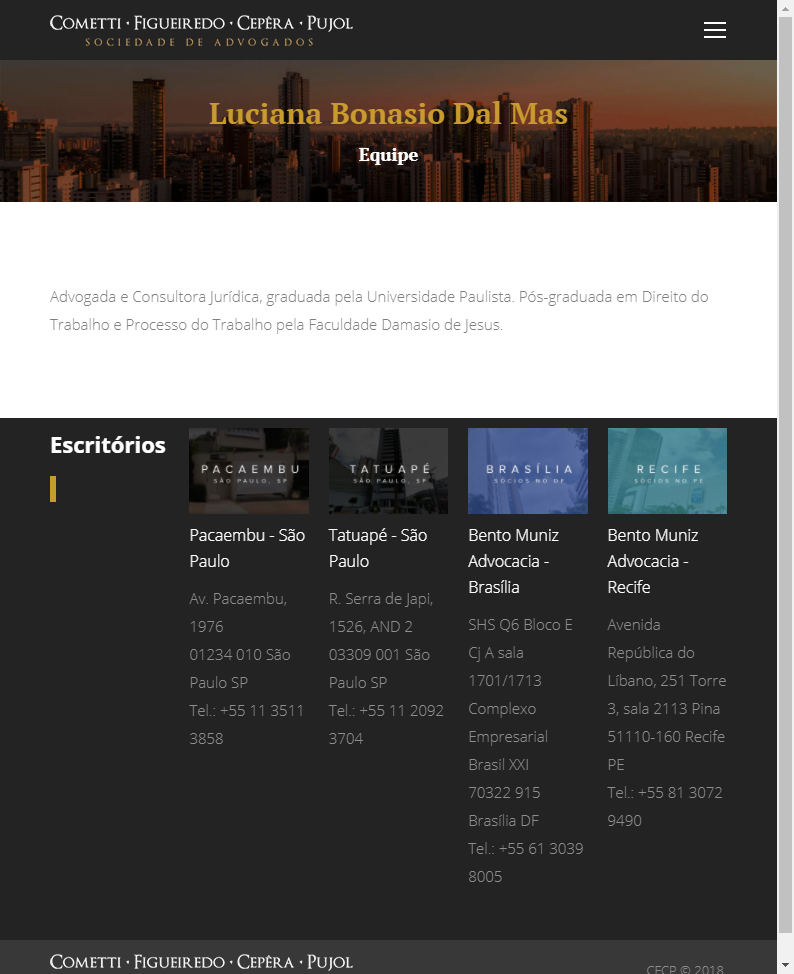 COMETTI · FIGUEIREDO · CEPÊRA · PUJOL
SOCIEDADE DE ADVOGADOS
Luciana Bonasio Dal Mas
Equipe
Advogada e Consultora Jurídica, graduada pela Universidade Paulista. Pós-graduada em Direito do
Trabalho e Processo do Trabalho pela Faculdade Damasio de Jesus.
Escritórios
PACAEMBU
SÃO PAULO, SP
Pacaembu - São
Paulo
Av. Pacaembu,
1976
01234 010 São
Paulo SP
Tel.: +55 11 3511
3858
TATUAPÉ
SÃO PAULO, SP
Tatuapé - São
Paulo
R. Serra de Japi,
1526, AND 2
03309 001 São
Paulo SP
Tel.: +55 11 2092
3704
BRASÍLIA
SÓCIOS NO DF
Bento Muniz
Advocacia -
Brasília
SHS Q6 Bloco E
Cj A sala
1701/1713
Complexo
Empresarial
Brasil XXI
70322 915
Brasília DF
Tel.: +55 61 3039
8005
RECIFE
SÓCIOS NO PE
Bento Muniz
Advocacia -
Recife
Avenida
República do
Líbano, 251 Torre
3, sala 2113 Pina
51110-160 Recife
PE
Tel.: +55 81 3072
9490
COMETTI · FIGUEIREDO · CEPÊRA · PUJOL
CFCP © 2018